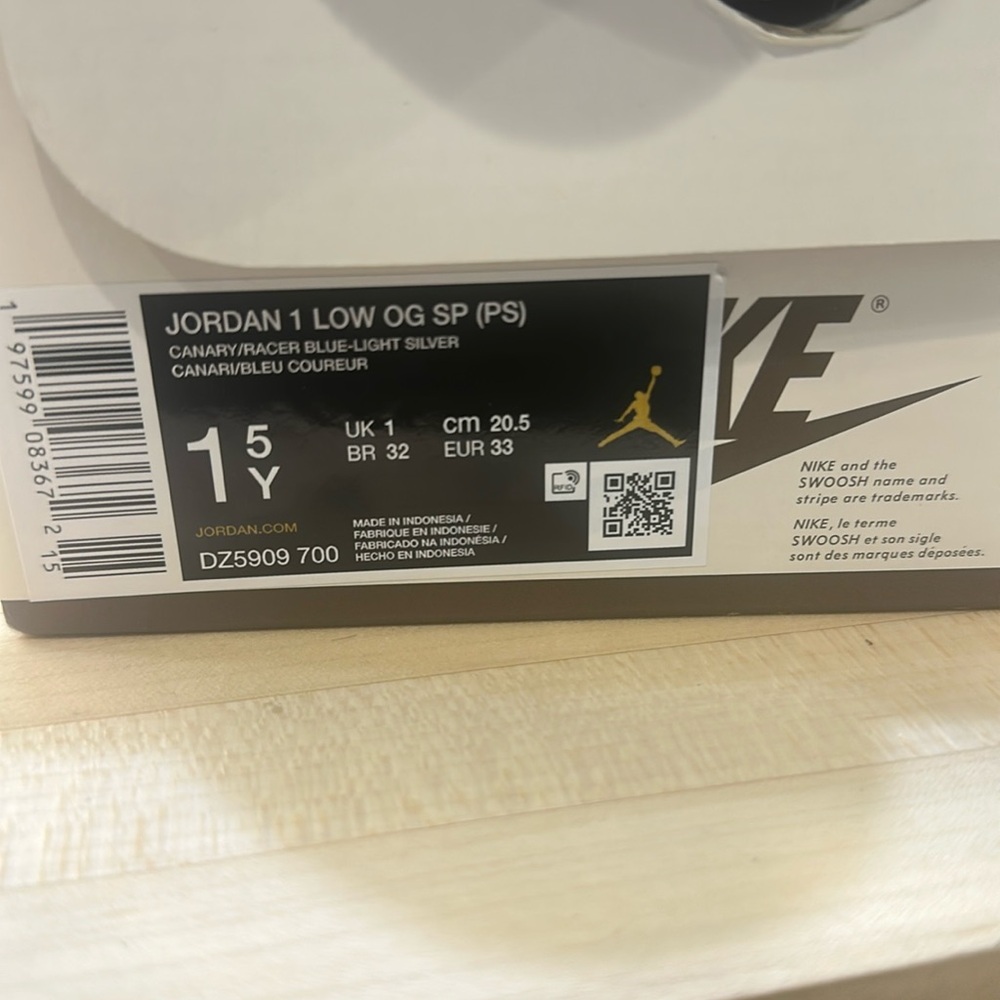 JORDAN 1 LOW OG SP (PS)
CANARY/RACER BLUE-LIGHT SILVER
CANARI/BLEU COUREUR
1 5 Y
UK 1 cm 20.5
BR 32 EUR 33
RFID
JORDAN.COM
DZ5909 700
MADE IN INDONESIA /
FABRIQUE EN INDONESIE /
FABRICADO NA INDONÉSIA /
HECHO EN INDONESIA
1 97599 08367 2 15
KE ®
NIKE and the
SWOOSH name and
stripe are trademarks.
NIKE, le terme
SWOOSH et son sigle
sont des marques déposées.